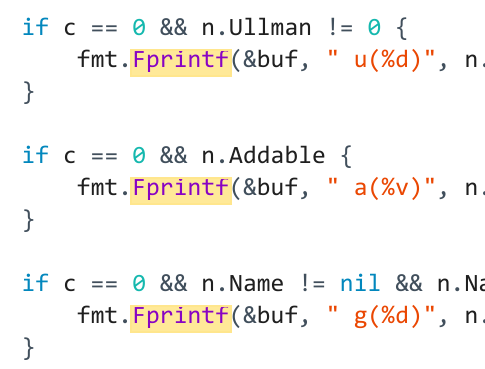 if c == 0 && n.Ullman != 0 {
    fmt.Fprintf(&buf, " u(%d)", n.
}

if c == 0 && n.Addable {
    fmt.Fprintf(&buf, " a(%v)", n.
}

if c == 0 && n.Name != nil && n.Na
    fmt.Fprintf(&buf, " g(%d)", n.
}